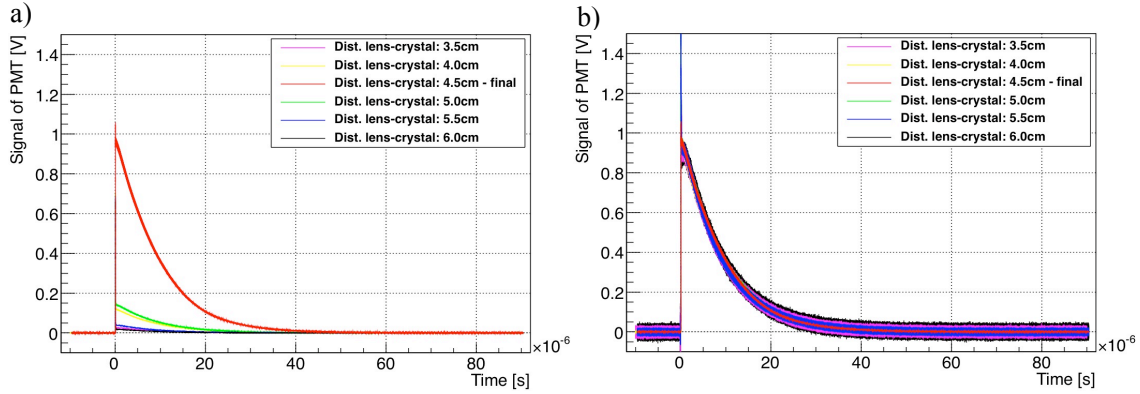 a)
Signal of PMT [V]
1.4
1.2
1
0.8
0.6
0.4
0.2
0
Dist. lens-crystal: 3.5cm
Dist. lens-crystal: 4.0cm
Dist. lens-crystal: 4.5cm - final
Dist. lens-crystal: 5.0cm
Dist. lens-crystal: 5.5cm
Dist. lens-crystal: 6.0cm
0 20 40 60 80
×10-6
Time [s]
b)
Signal of PMT [V]
1.4
1.2
1
0.8
0.6
0.4
0.2
0
Dist. lens-crystal: 3.5cm
Dist. lens-crystal: 4.0cm
Dist. lens-crystal: 4.5cm - final
Dist. lens-crystal: 5.0cm
Dist. lens-crystal: 5.5cm
Dist. lens-crystal: 6.0cm
0 20 40 60 80
×10-6
Time [s]